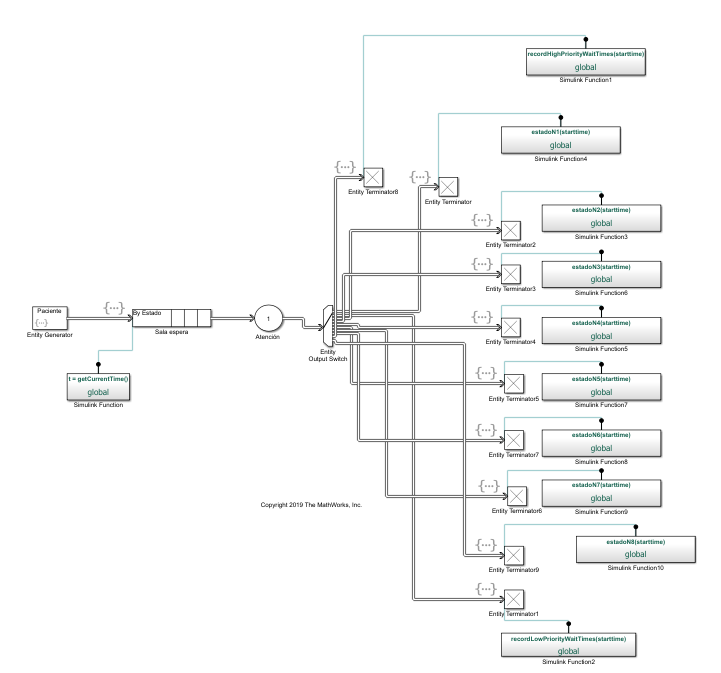 recordHighPriorityWaitTimes(starttime)
global
Simulink Function1
estadoN1(starttime)
global
Simulink Function4
{...}
Entity Terminator8
{...}
Entity Terminator
estadoN2(starttime)
global
Simulink Function3
{...}
Entity Terminator2
estadoN3(starttime)
global
Simulink Function6
{...}
Entity Terminator3
Paciente
{...}
Entity Generator
{...}
By Estado
Sala espera
1
Atención
Entity
Output Switch
estadoN4(starttime)
global
Simulink Function5
{...}
Entity Terminator4
t = getCurrentTime()
global
Simulink Function
estadoN5(starttime)
global
Simulink Function7
{...}
Entity Terminator5
estadoN6(starttime)
global
Simulink Function8
{...}
Entity Terminator7
estadoN7(starttime)
global
Simulink Function9
{...}
Entity Terminator6
Copyright 2019 The MathWorks, Inc.
estadoN8(starttime)
global
Simulink Function10
{...}
Entity Terminator9
{...}
Entity Terminator1
recordLowPriorityWaitTimes(starttime)
global
Simulink Function2